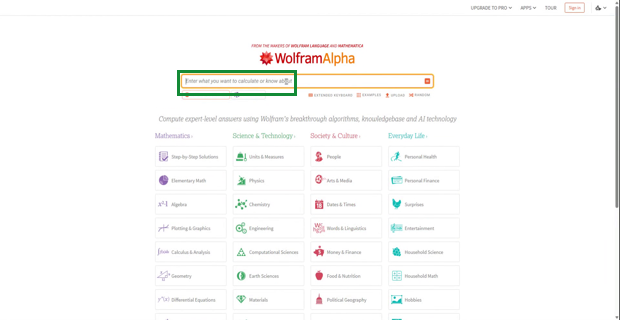 UPGRADE TO PRO APPS TOUR Sign in
FROM THE MAKERS OF WOLFRAM LANGUAGE AND MATHEMATICA
WolframAlpha
Enter what you want to calculate or know about
EXTENDED KEYBOARD EXAMPLES UPLOAD RANDOM
Compute expert-level answers using Wolfram's breakthrough algorithms, knowledgebase and AI technology
Mathematics › Science & Technology › Society & Culture › Everyday Life ›
Step-by-Step Solutions Units & Measures People Personal Health
Elementary Math Physics Arts & Media Personal Finance
Algebra Chemistry Dates & Times Surprises
Plotting & Graphics Engineering Words & Linguistics Entertainment
Calculus & Analysis Computational Sciences Money & Finance Household Science
Geometry Earth Sciences Food & Nutrition Household Math
Differential Equations Materials Political Geography Hobbies